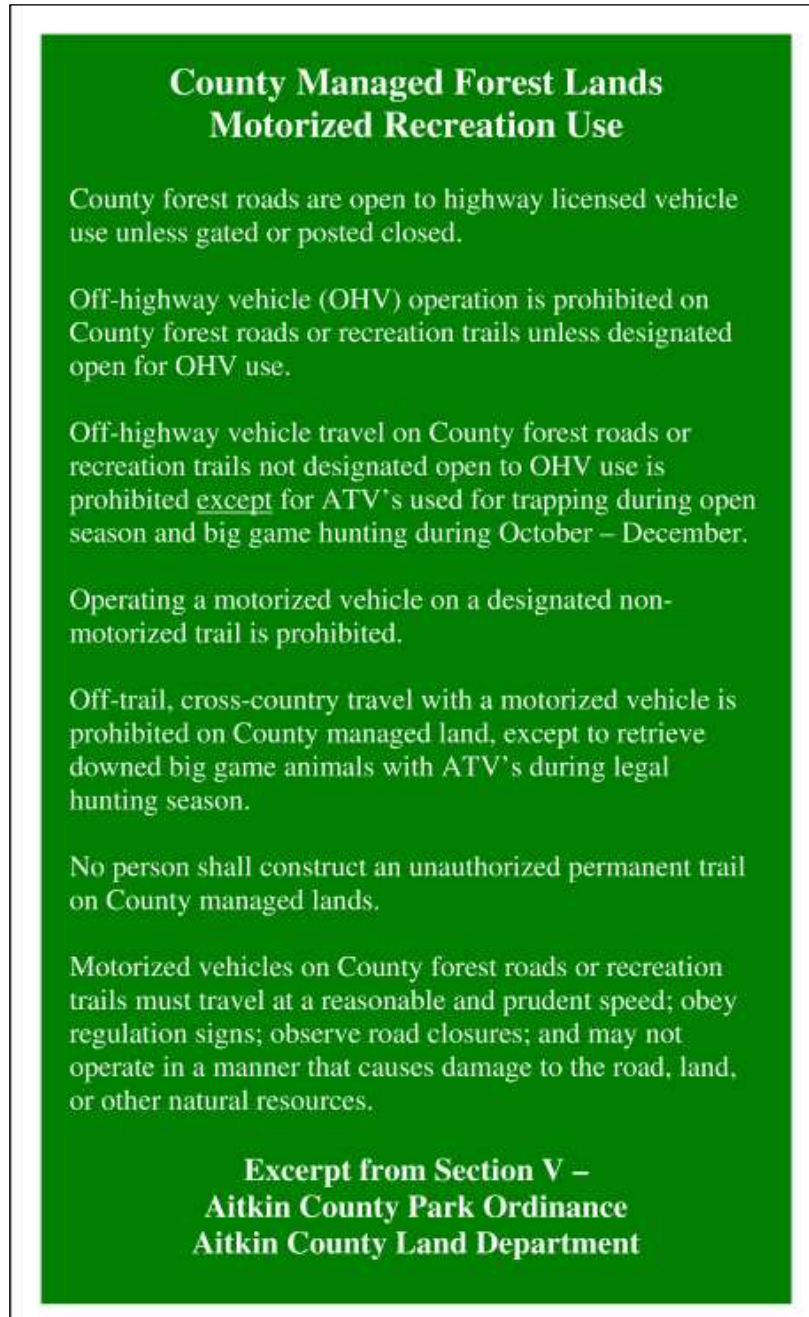 County Managed Forest Lands
Motorized Recreation Use
County forest roads are open to highway licensed vehicle
use unless gated or posted closed.
Off-highway vehicle (OHV) operation is prohibited on
County forest roads or recreation trails unless designated
open for OHV use.
Off-highway vehicle travel on County forest roads or
recreation trails not designated open to OHV use is
prohibited except for ATV’s used for trapping during open
season and big game hunting during October – December.
Operating a motorized vehicle on a designated non-
motorized trail is prohibited.
Off-trail, cross-country travel with a motorized vehicle is
prohibited on County managed land, except to retrieve
downed big game animals with ATV’s during legal
hunting season.
No person shall construct an unauthorized permanent trail
on County managed lands.
Motorized vehicles on County forest roads or recreation
trails must travel at a reasonable and prudent speed; obey
regulation signs; observe road closures; and may not
operate in a manner that causes damage to the road, land,
or other natural resources.
Excerpt from Section V –
Aitkin County Park Ordinance
Aitkin County Land Department